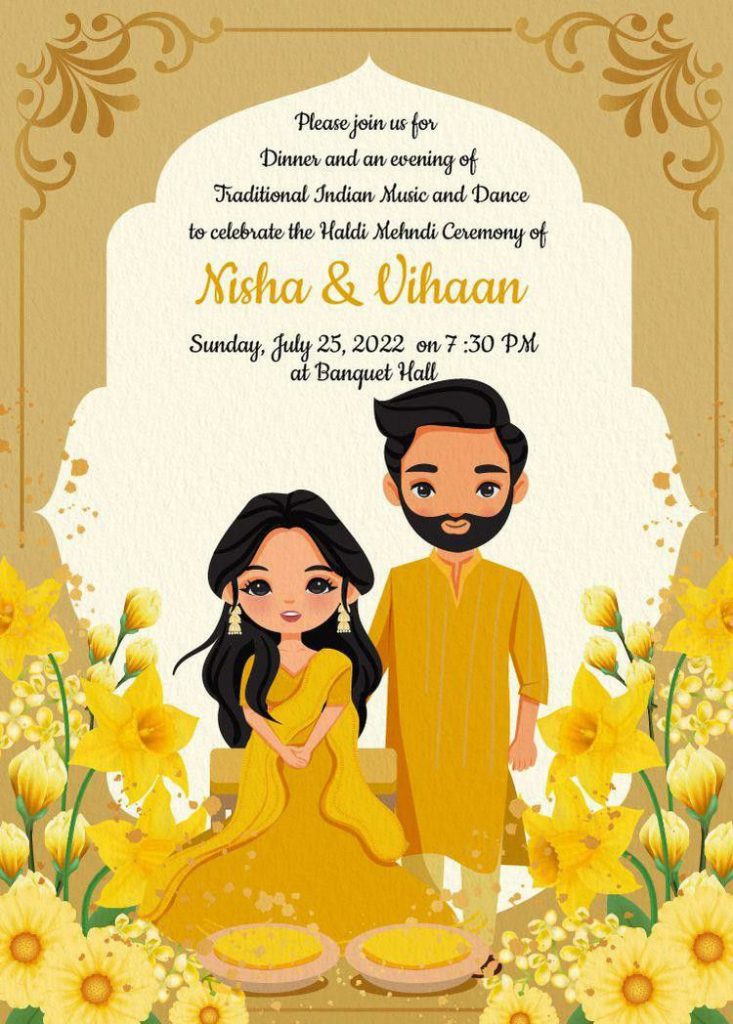 Please join us for
Dinner and an evening of
Traditional Indian Music and Dance
to celebrate the Haldi Mehndi Ceremony of
Nisha & Vihaan
Sunday, July 25, 2022 on 7 :30 PM
at Banquet Hall